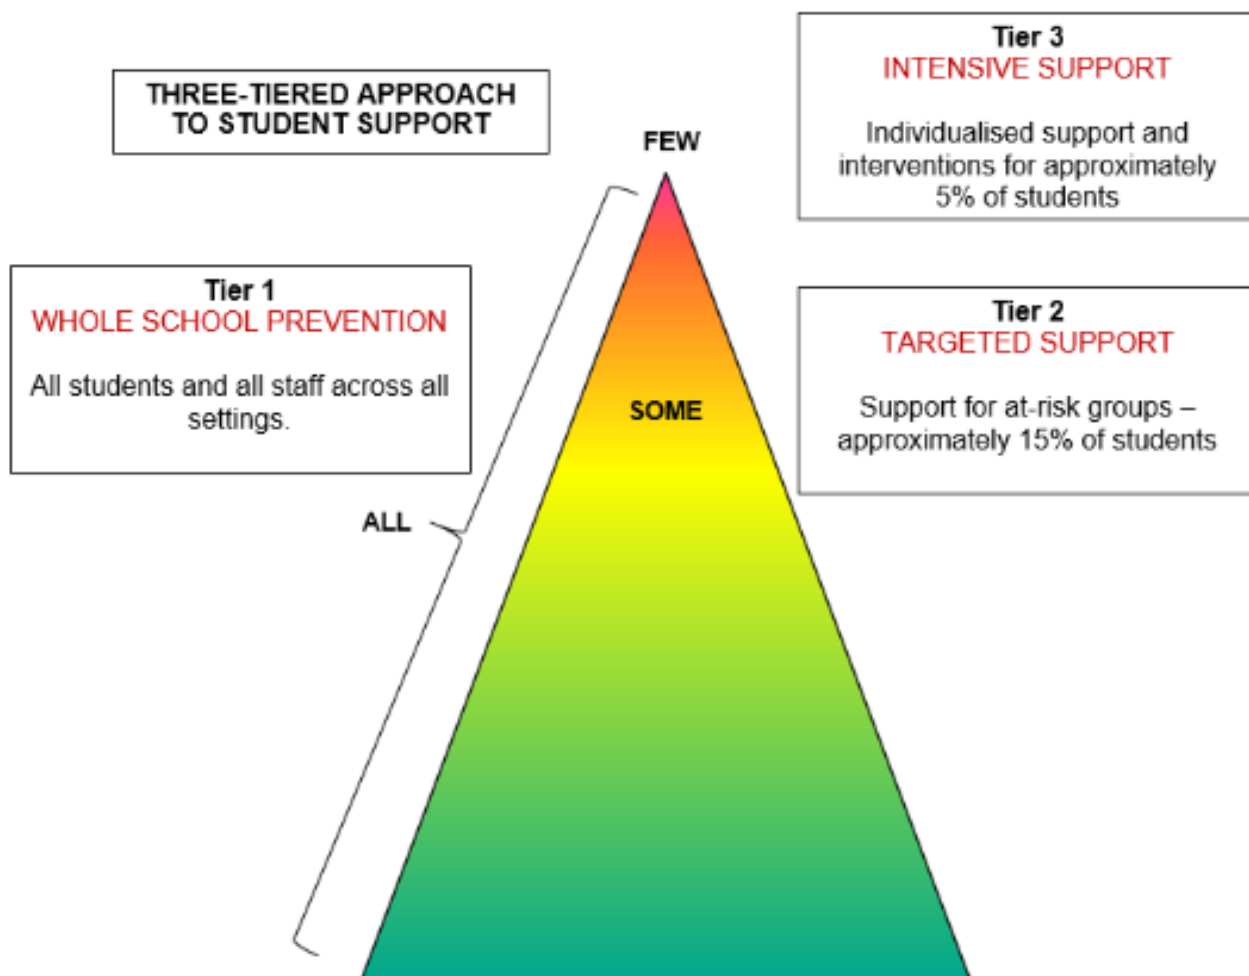 THREE-TIERED APPROACH
TO STUDENT SUPPORT
Tier 3
INTENSIVE SUPPORT
Individualised support and
interventions for approximately
5% of students
FEW
Tier 1
WHOLE SCHOOL PREVENTION
All students and all staff across all
settings.
Tier 2
TARGETED SUPPORT
Support for at-risk groups –
approximately 15% of students
SOME
ALL